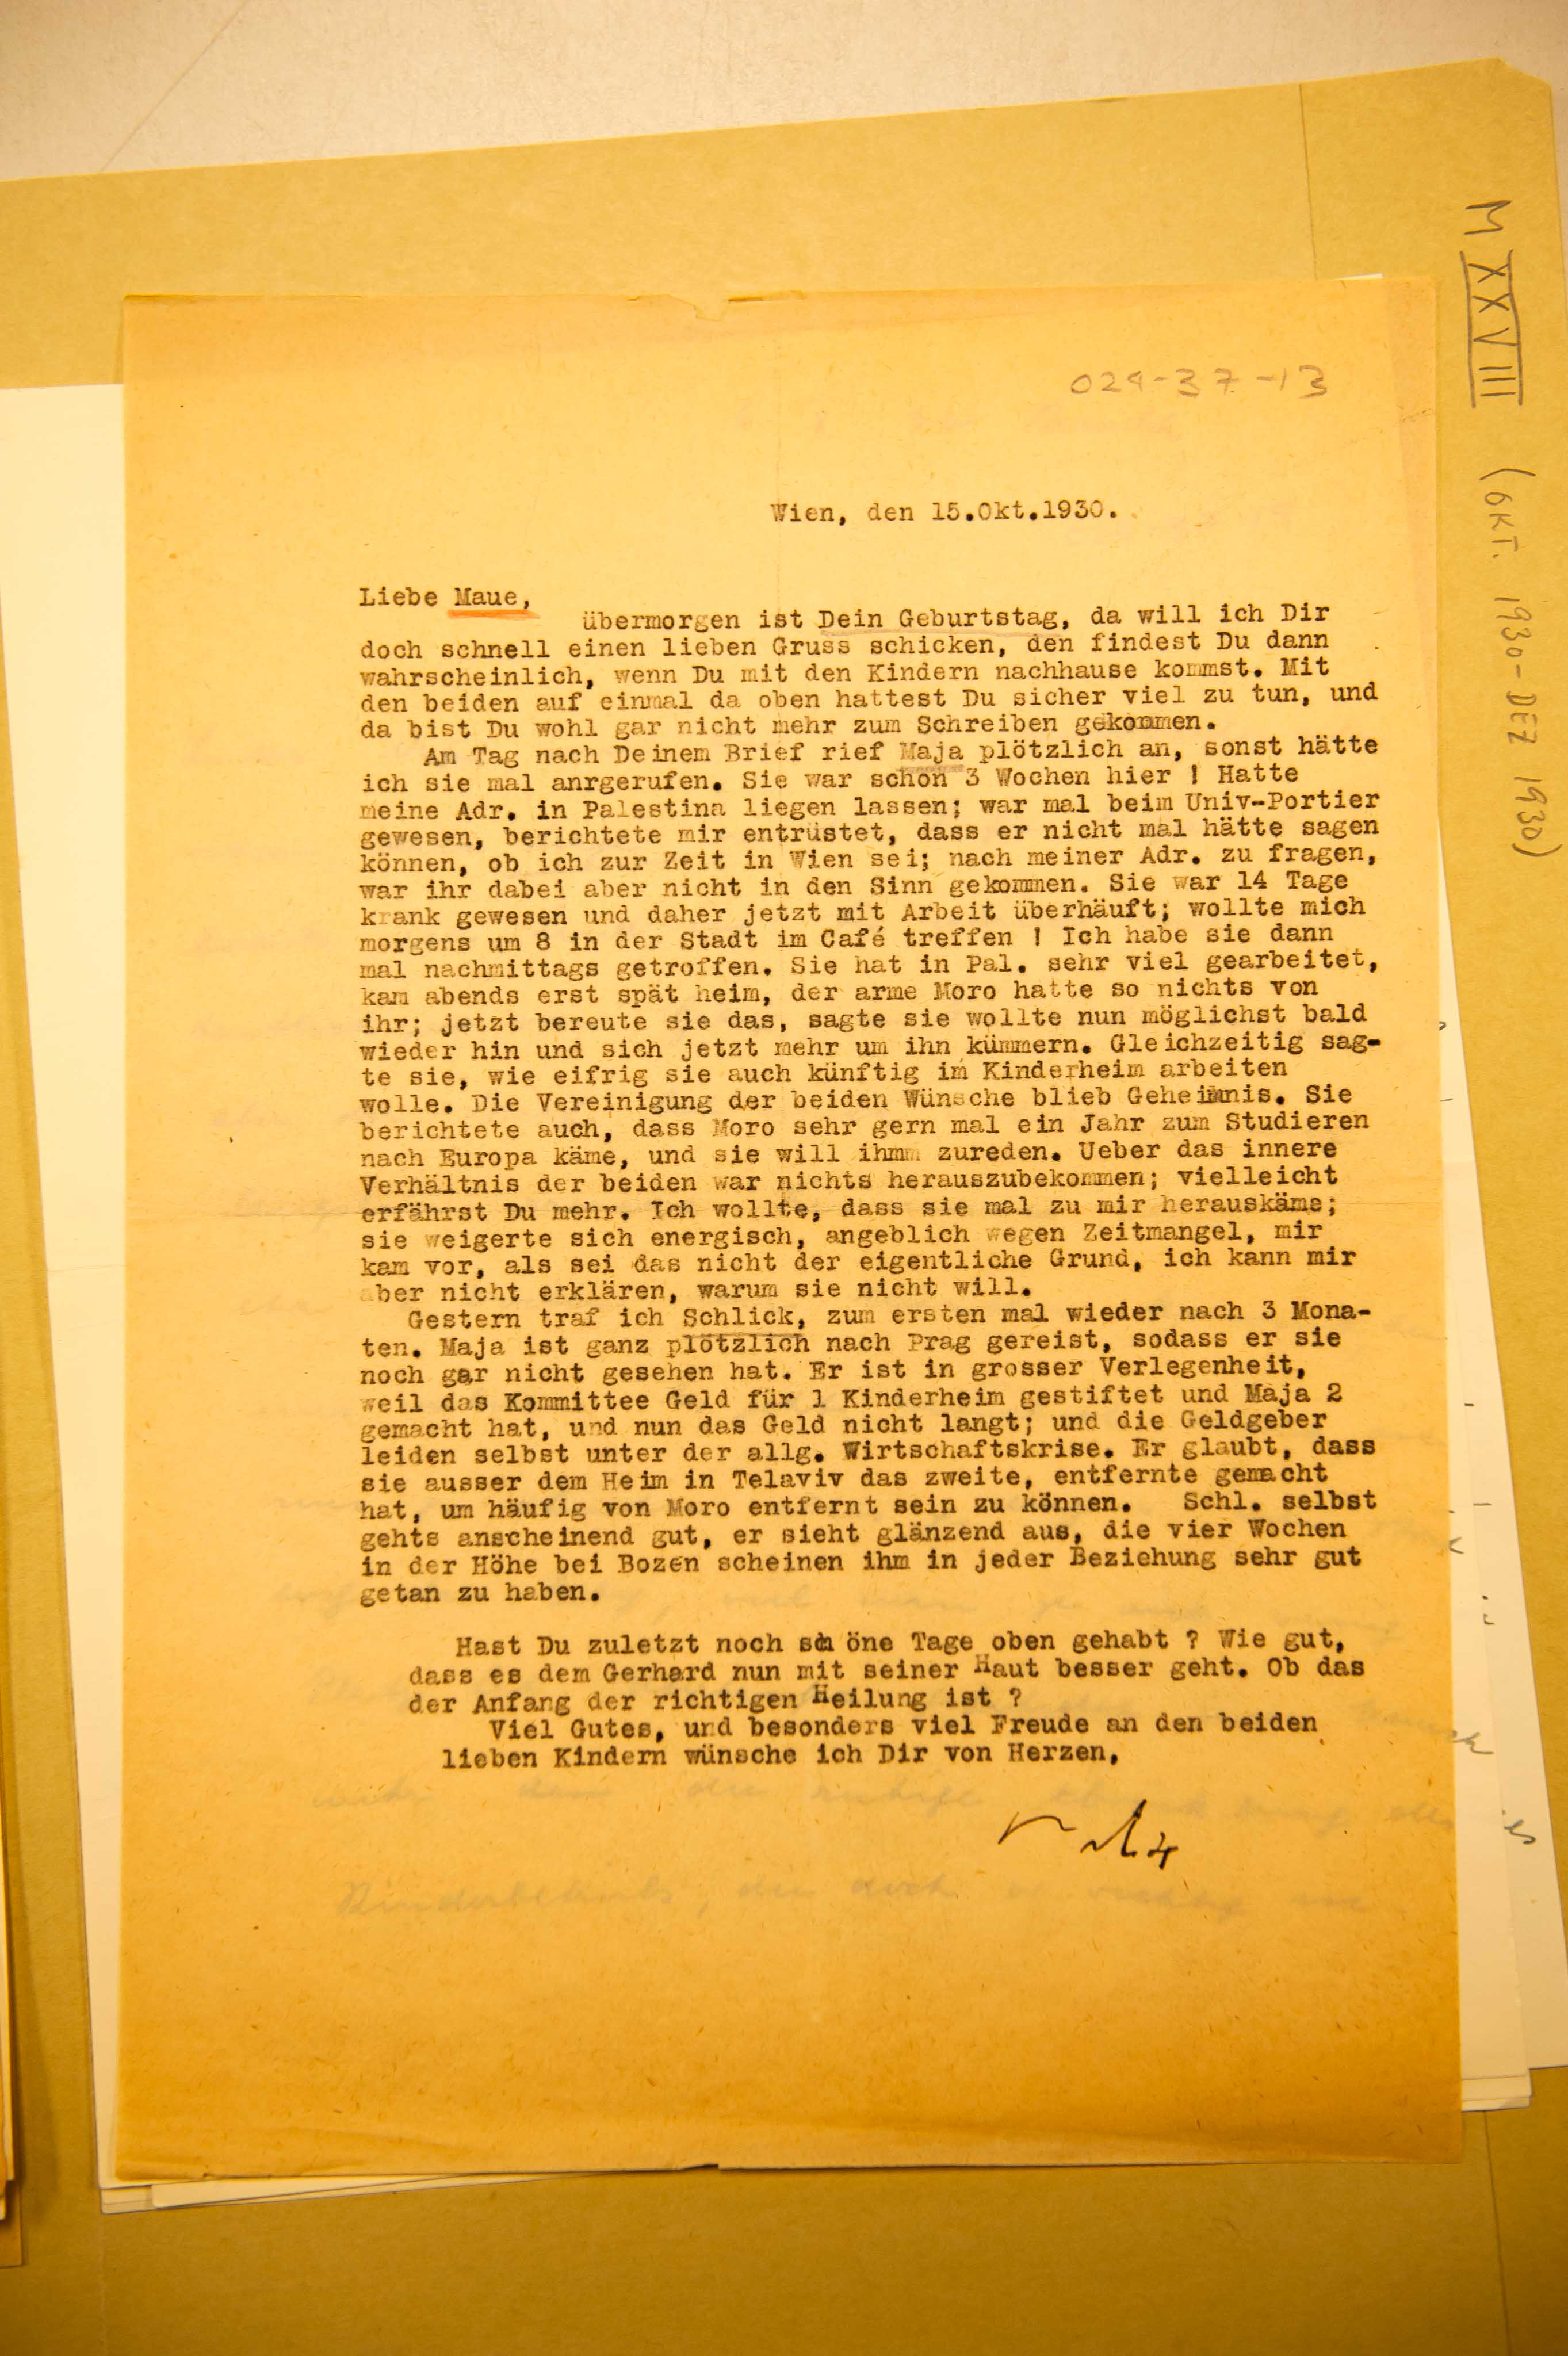 M XXVIII (OKT. 1930 - DEZ 1930)
029-37-13
Wien, den 15.Okt.1930.
Liebe Maue,
übermorgen ist Dein Geburtstag, da will ich Dir
doch schnell einen lieben Gruss schicken, den findest Du dann
wahrscheinlich, wenn Du mit den Kindern nachhause kommst. Mit
den beiden auf einmal da oben hattest Du sicher viel zu tun, und
da bist Du wohl gar nicht mehr zum Schreiben gekommen.
Am Tag nach Deinem Brief rief Maja plötzlich an, sonst hätte
ich sie mal anrgerufen. Sie war schon 3 Wochen hier ! Hatte
meine Adr. in Palestina liegen lassen; war mal beim Univ-Portier
gewesen, berichtete mir entrüstet, dass er nicht mal hätte sagen
können, ob ich zur Zeit in Wien sei; nach meiner Adr. zu fragen,
war ihr dabei aber nicht in den Sinn gekommen. Sie war 14 Tage
krank gewesen und daher jetzt mit Arbeit überhäuft; wollte mich
morgens um 8 in der Stadt im Café treffen ! Ich habe sie dann
mal nachmittags getroffen. Sie hat in Pal. sehr viel gearbeitet,
kam abends erst spät heim, der arme Moro hatte so nichts von
ihr; jetzt bereute sie das, sagte sie wollte nun möglichst bald
wieder hin und sich jetzt mehr um ihn kümmern. Gleichzeitig sag-
te sie, wie eifrig sie auch künftig im Kinderheim arbeiten
wolle. Die Vereinigung der beiden Wünsche blieb Geheimnis. Sie
berichtete auch, dass Moro sehr gern mal ein Jahr zum Studieren
nach Europa käme, und sie will ihmm zureden. Ueber das innere
Verhältnis der beiden war nichts herauszubekommen; vielleicht
erfährst Du mehr. Ich wollte, dass sie mal zu mir herauskäme;
sie weigerte sich energisch, angeblich wegen Zeitmangel, mir
kam vor, als sei das nicht der eigentliche Grund, ich kann mir
aber nicht erklären, warum sie nicht will.
Gestern traf ich Schlick, zum ersten mal wieder nach 3 Mona-
ten. Maja ist ganz plötzlich nach Prag gereist, sodass er sie
noch gar nicht gesehen hat. Er ist in grosser Verlegenheit,
weil das Kommittee Geld für 1 Kinderheim gestiftet und Maja 2
gemacht hat, und nun das Geld nicht langt; und die Geldgeber
leiden selbst unter der allg. Wirtschaftskrise. Er glaubt, dass
sie ausser dem Heim in Telaviv das zweite, entfernte gemacht
hat, um häufig von Moro entfernt sein zu können. Schl. selbst
gehts anscheinend gut, er sieht glänzend aus, die vier Wochen
in der Höhe bei Bozen scheinen ihm in jeder Beziehung sehr gut
getan zu haben.
Hast Du zuletzt noch schöne Tage oben gehabt ? Wie gut,
dass es dem Gerhard nun mit seiner Haut besser geht. Ob das
der Anfang der richtigen Heilung ist ?
Viel Gutes, und besonders viel Freude an den beiden
lieben Kindern wünsche ich Dir von Herzen,